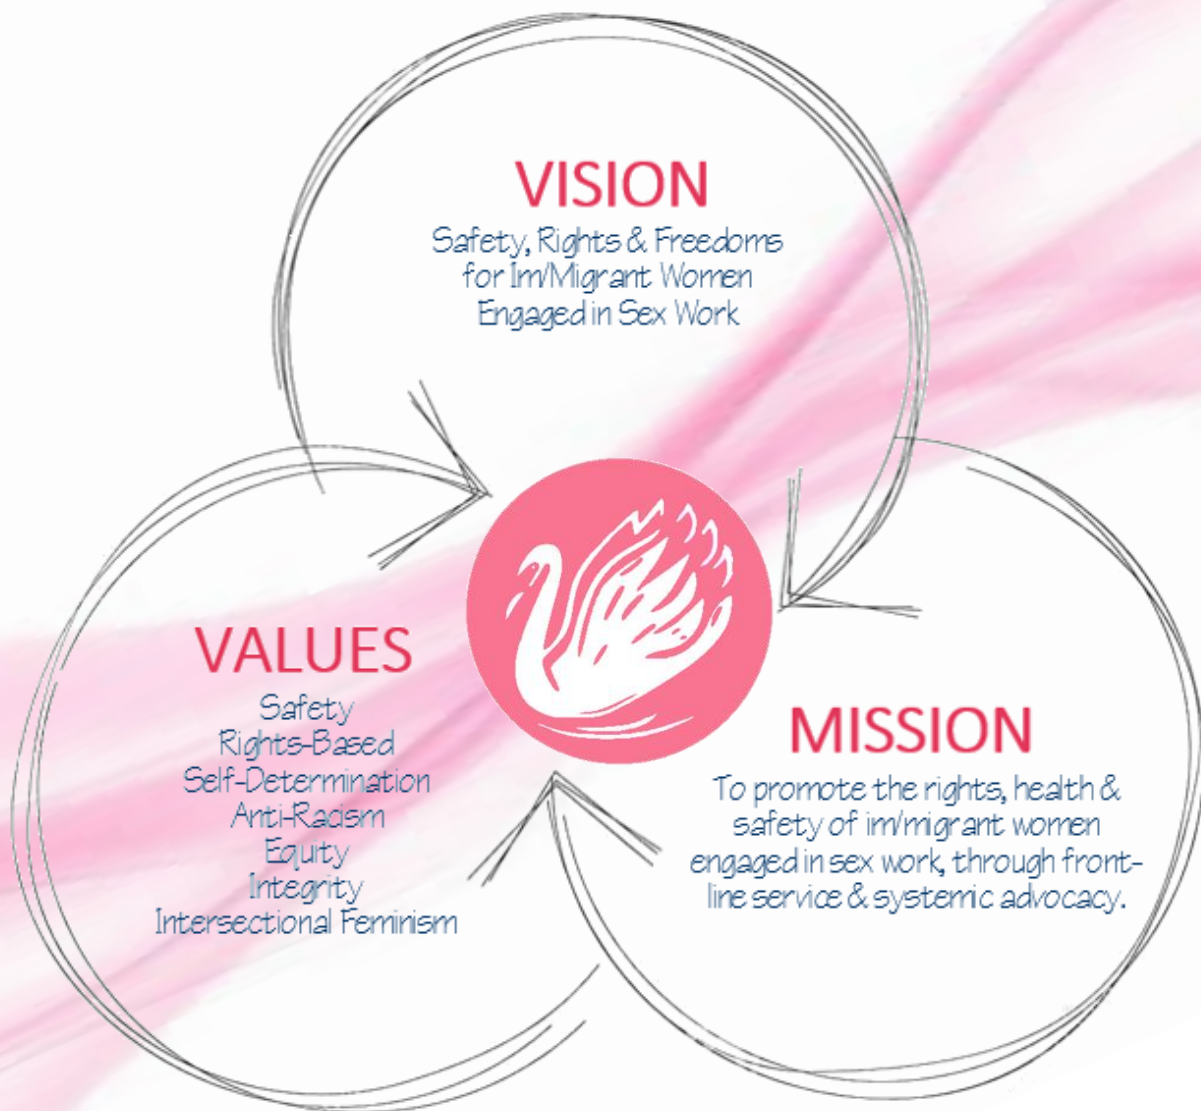 VISION
Safety, Rights & Freedoms
for Im/Migrant Women
Engaged in Sex Work
VALUES
Safety
Rights-Based
Self-Determination
Anti-Racism
Equity
Integrity
Intersectional Feminism
MISSION
To promote the rights, health &
safety of im/migrant women
engaged in sex work, through front-
line service & systemic advocacy.